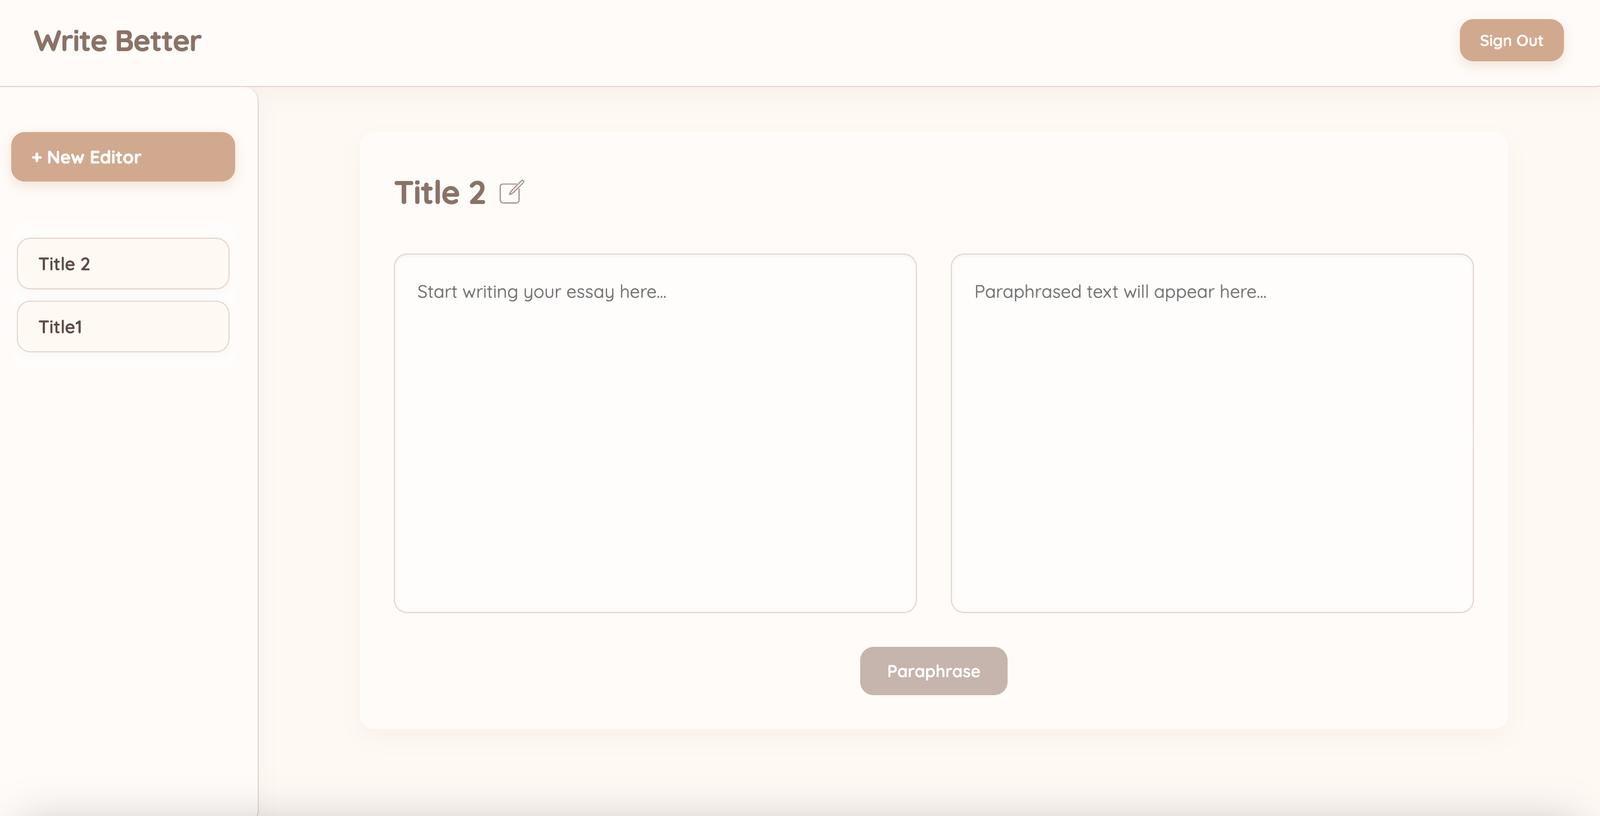 Write Better
Sign Out
+ New Editor
Title 2
Title1
Title 2
Start writing your essay here...
Paraphrased text will appear here...
Paraphrase